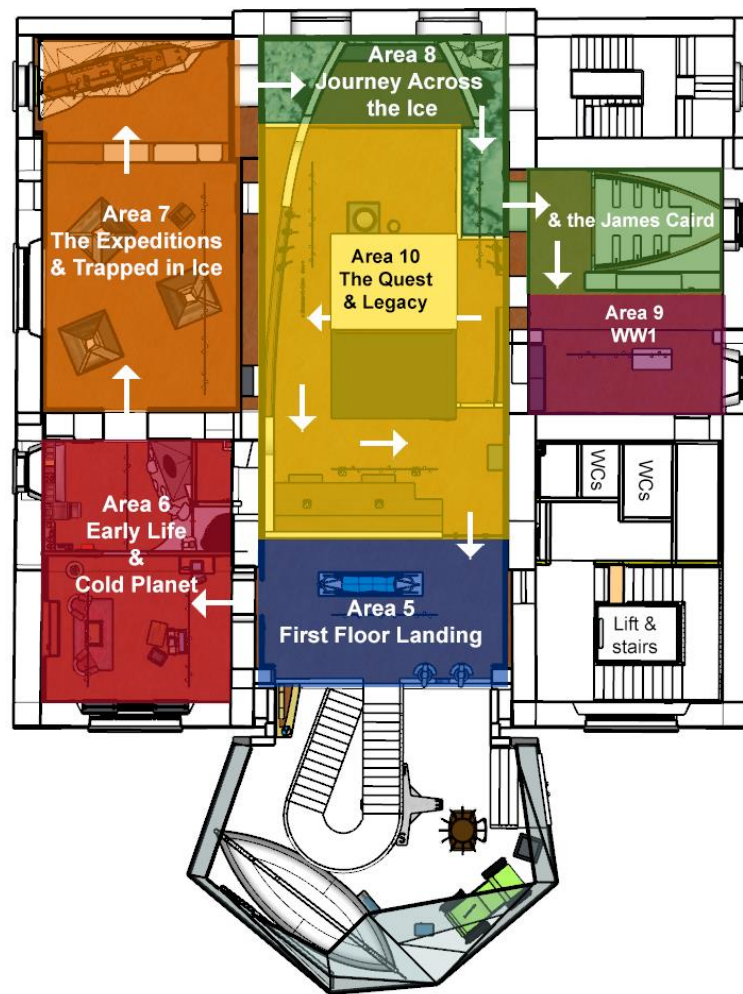 Area 8
Journey Across
the Ice
Area 7
The Expeditions
& Trapped in Ice
& the James Caird
Area 10
The Quest
& Legacy
Area 9
WW1
WCs
WCs
Area 6
Early Life
&
Cold Planet
Area 5
First Floor Landing
Lift &
stairs